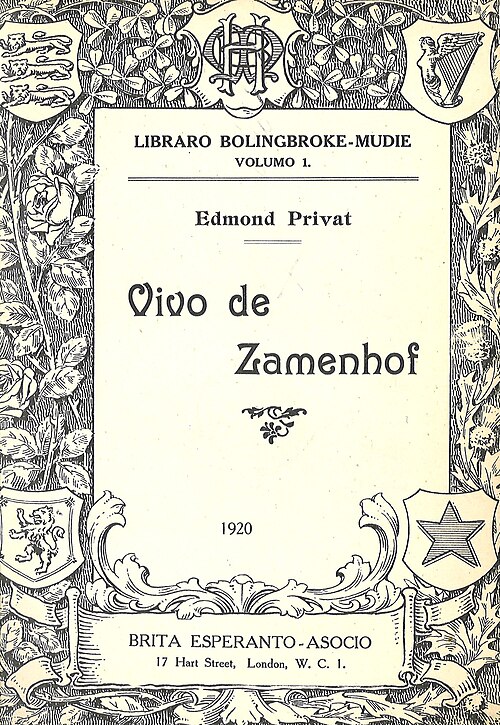 LIBRARO BOLINGBROKE-MUDIE
VOLUMO 1.
Edmond Privat
Vivo de
Zamenhof
1920
BRITA ESPERANTO-ASOCIO
17 Hart Street, London, W. C. 1.